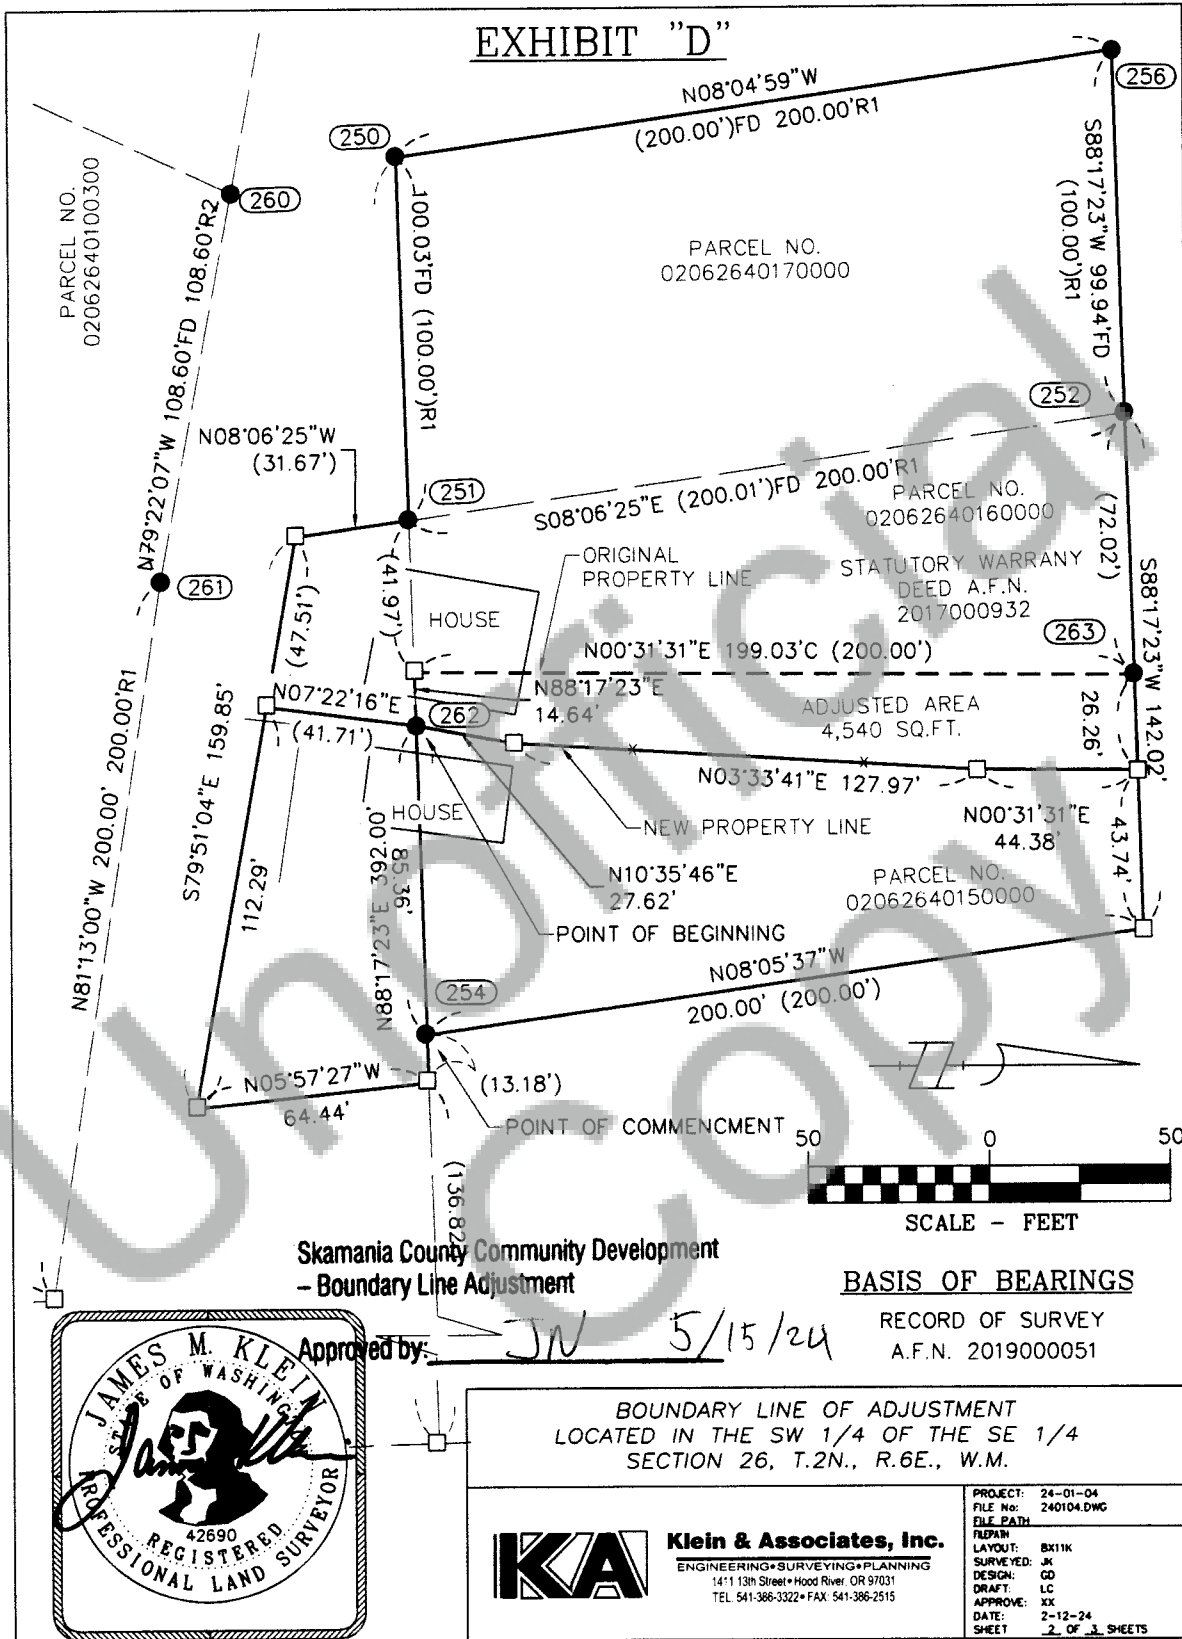 EXHIBIT "D"
N08°04'59"W
(200.00')FD 200.00'R1
256
250
260
PARCEL NO.
02062640100300
100.03'FD (100.00')R1
PARCEL NO.
02062640170000
S88°17'23"W 99.94'FD
(100.00')R1
N79°22'07"W 108.60'FD 108.60'R2
252
N08°06'25"W
(31.67')
251
S08°06'25"E (200.01')FD 200.00'R1
PARCEL NO.
02062640160000
(72.02')
261
ORIGINAL
PROPERTY LINE
STATUTORY WARRANY
DEED A.F.N.
2017000932
(41.97')
HOUSE
(47.51')
263
S88°17'23"W 142.02'
N00°31'31"E 199.03'C (200.00')
N07°22'16"E
(41.71')
N88°17'23"E
14.64'
262
ADJUSTED AREA
4,540 SQ.FT.
26.26'
N03°33'41"E 127.97'
S79°51'04"E 159.85'
N81°13'00"W 200.00' 200.00'R1
HOUSE
NEW PROPERTY LINE
N00°31'31"E
44.38'
43.74'
112.29'
N88°17'23"E 392.00'
85.36'
N10°35'46"E
27.62'
PARCEL NO.
02062640150000
POINT OF BEGINNING
N08°05'37"W
200.00' (200.00')
254
N05°57'27"W
64.44'
(13.18')
POINT OF COMMENCMENT
50 0 50
SCALE - FEET
(136.82')
Skamania County Community Development
– Boundary Line Adjustment
Approved by: JN 5/15/24
BASIS OF BEARINGS
RECORD OF SURVEY
A.F.N. 2019000051
JAMES M. KLEIN
STATE OF WASHING
42690
REGISTERED
PROFESSIONAL LAND SURVEYOR
BOUNDARY LINE OF ADJUSTMENT
LOCATED IN THE SW 1/4 OF THE SE 1/4
SECTION 26, T.2N., R.6E., W.M.
KA
Klein & Associates, Inc.
ENGINEERING•SURVEYING•PLANNING
1411 13th Street•Hood River, OR 97031
TEL. 541-386-3322•FAX: 541-386-2515
PROJECT: 24-01-04
FILE No: 240104.DWG
FILE PATH
FILEPATH
LAYOUT: BX11K
SURVEYED: JK
DESIGN: GD
DRAFT: LC
APPROVE: XX
DATE: 2-12-24
SHEET 2 OF 3 SHEETS
Unofficial
Copy